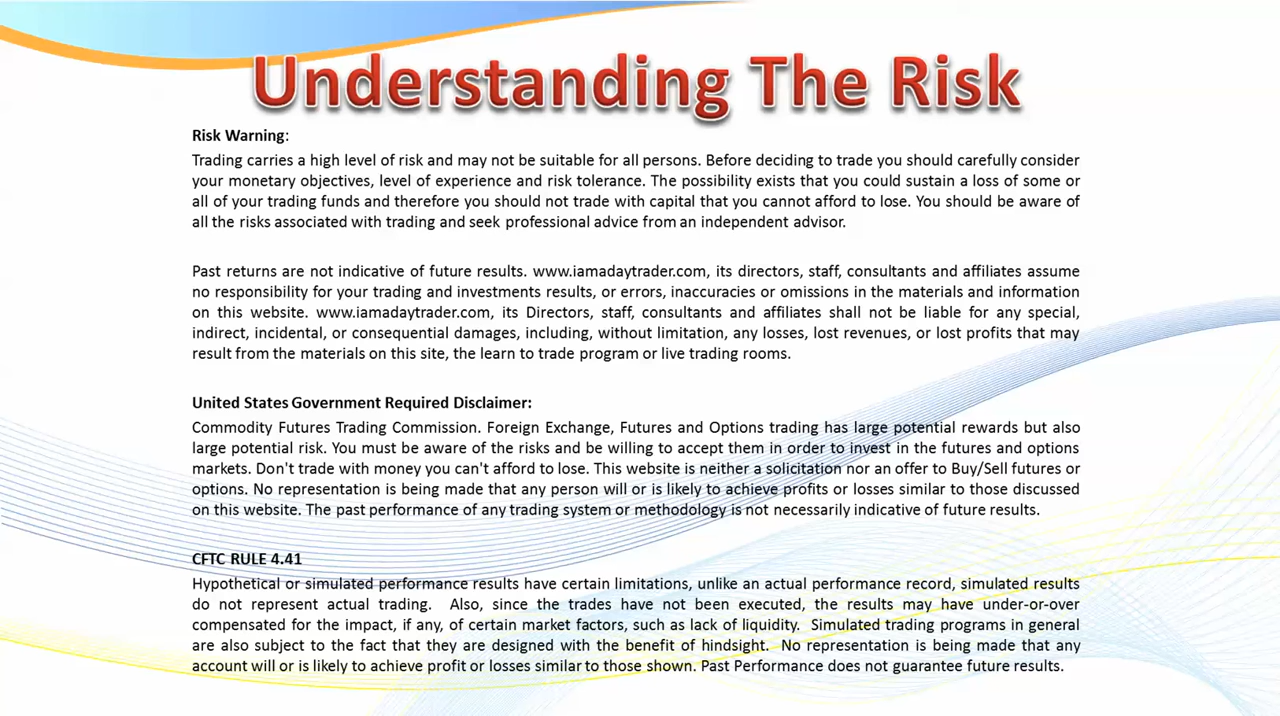 Understanding The Risk
Risk Warning:
Trading carries a high level of risk and may not be suitable for all persons. Before deciding to trade you should carefully consider
your monetary objectives, level of experience and risk tolerance. The possibility exists that you could sustain a loss of some or
all of your trading funds and therefore you should not trade with capital that you cannot afford to lose. You should be aware of
all the risks associated with trading and seek professional advice from an independent advisor.
Past returns are not indicative of future results. www.iamadaytrader.com, its directors, staff, consultants and affiliates assume
no responsibility for your trading and investments results, or errors, inaccuracies or omissions in the materials and information
on this website. www.iamadaytrader.com, its Directors, staff, consultants and affiliates shall not be liable for any special,
indirect, incidental, or consequential damages, including, without limitation, any losses, lost revenues, or lost profits that may
result from the materials on this site, the learn to trade program or live trading rooms.
United States Government Required Disclaimer:
Commodity Futures Trading Commission. Foreign Exchange, Futures and Options trading has large potential rewards but also
large potential risk. You must be aware of the risks and be willing to accept them in order to invest in the futures and options
markets. Don't trade with money you can't afford to lose. This website is neither a solicitation nor an offer to Buy/Sell futures or
options. No representation is being made that any person will or is likely to achieve profits or losses similar to those discussed
on this website. The past performance of any trading system or methodology is not necessarily indicative of future results.
CFTC RULE 4.41
Hypothetical or simulated performance results have certain limitations, unlike an actual performance record, simulated results
do not represent actual trading. Also, since the trades have not been executed, the results may have under-or-over
compensated for the impact, if any, of certain market factors, such as lack of liquidity. Simulated trading programs in general
are also subject to the fact that they are designed with the benefit of hindsight. No representation is being made that any
account will or is likely to achieve profit or losses similar to those shown. Past Performance does not guarantee future results.